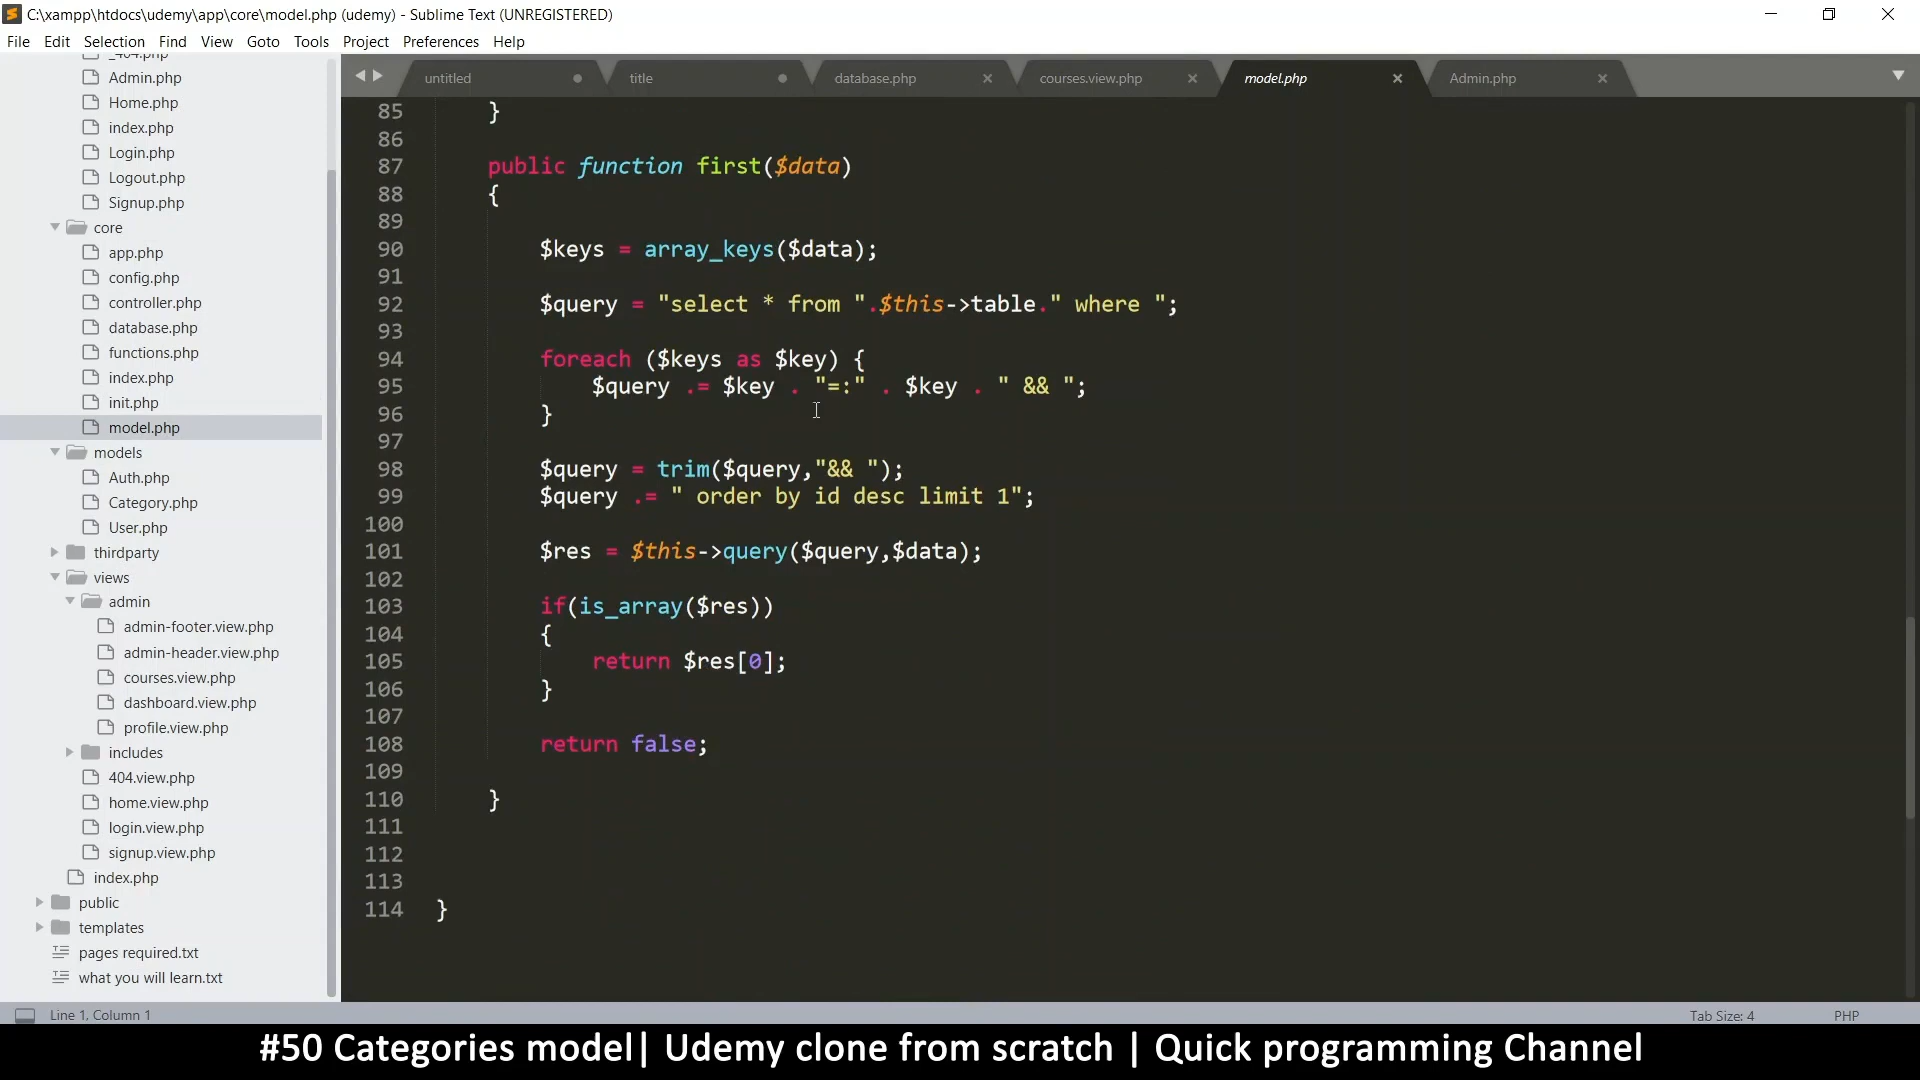 C:\xampp\htdocs\udemy\app\core\model.php (udemy) - Sublime Text (UNREGISTERED)
File Edit Selection Find View Goto Tools Project Preferences Help
_404.php
Admin.php
Home.php
index.php
Login.php
Logout.php
Signup.php
core
app.php
config.php
controller.php
database.php
functions.php
index.php
init.php
model.php
models
Auth.php
Category.php
User.php
thirdparty
views
admin
admin-footer.view.php
admin-header.view.php
courses.view.php
dashboard.view.php
profile.view.php
includes
404.view.php
home.view.php
login.view.php
signup.view.php
index.php
public
templates
pages required.txt
what you will learn.txt
untitled title database.php courses.view.php model.php Admin.php
85 }
86
87 public function first($data)
88 {
89
90 $keys = array_keys($data);
91
92 $query = "select * from ".$this->table." where ";
93
94 foreach ($keys as $key) {
95 $query .= $key . "=:" . $key . " && ";
96 }
97
98 $query = trim($query,"&& ");
99 $query .= " order by id desc limit 1";
100
101 $res = $this->query($query,$data);
102
103 if(is_array($res))
104 {
105 return $res[0];
106 }
107
108 return false;
109
110 }
111
112
113
114 }
Line 1, Column 1 Tab Size: 4 PHP
#50 Categories model| Udemy clone from scratch | Quick programming Channel